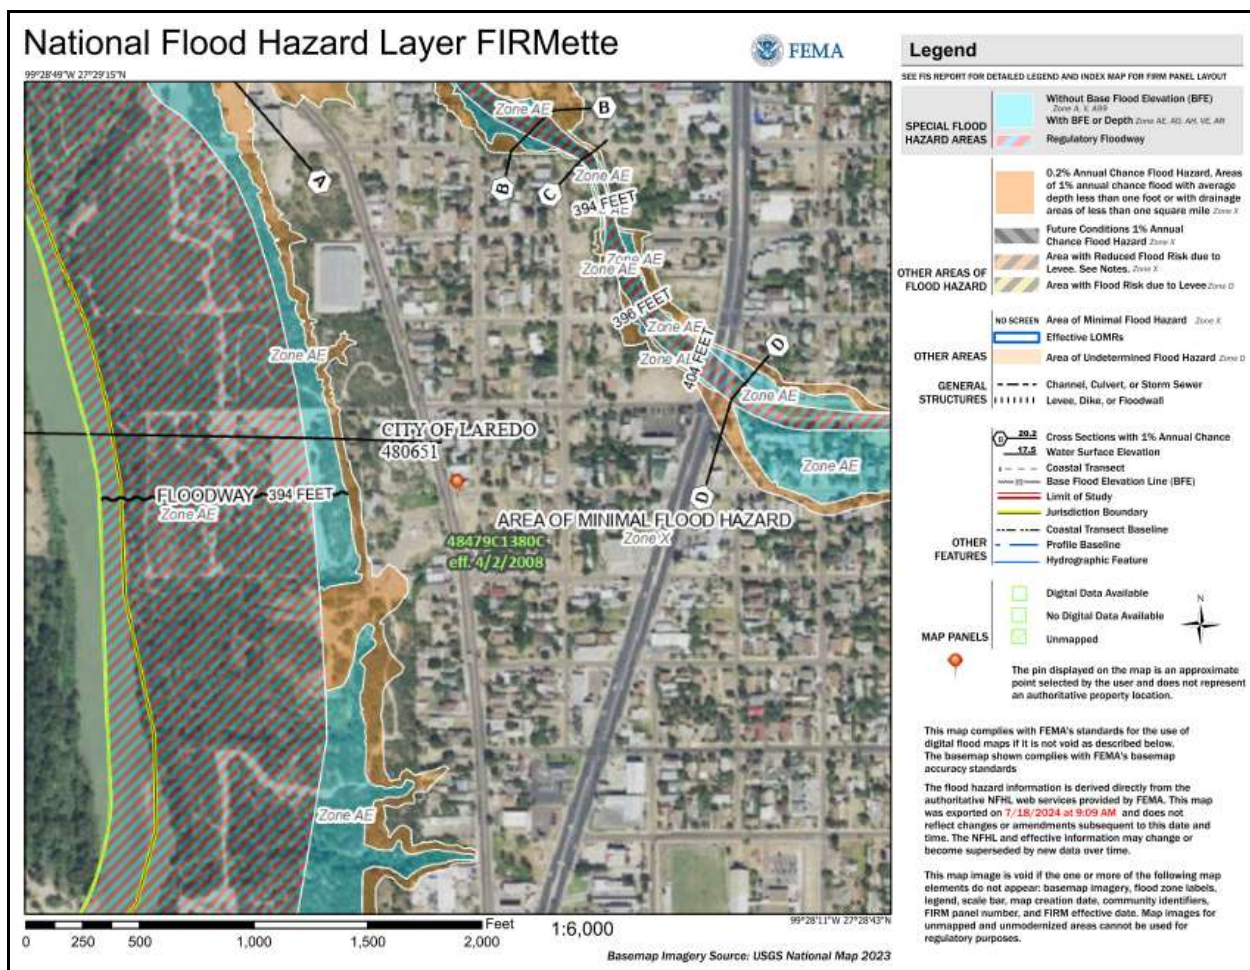 National Flood Hazard Layer FIRMette
FEMA
99°28'49"W 27°29'15"N
Zone AE
B
A
B
C
Zone AE
394 FEET
Zone AE
Zone AE
396 FEET
Zone AE
404 FEET
D
Zone AE
Zone AE
CITY OF LAREDO
480651
Zone AE
FLOODWAY
394 FEET
Zone AE
D
AREA OF MINIMAL FLOOD HAZARD
Zone X
48479C1380C
eff. 4/2/2008
Zone AE
99°28'11"W 27°28'43"N
0 250 500 1,000 1,500 2,000
Feet
1:6,000
Basemap Imagery Source: USGS National Map 2023
Legend
SEE FIS REPORT FOR DETAILED LEGEND AND INDEX MAP FOR FIRM PANEL LAYOUT
SPECIAL FLOOD
HAZARD AREAS
Without Base Flood Elevation (BFE)
Zone A, V, A99
With BFE or Depth Zone AE, AO, AH, VE, AR
Regulatory Floodway
0.2% Annual Chance Flood Hazard, Areas
of 1% annual chance flood with average
depth less than one foot or with drainage
areas of less than one square mile Zone X
Future Conditions 1% Annual
Chance Flood Hazard Zone X
Area with Reduced Flood Risk due to
Levee. See Notes. Zone X
Area with Flood Risk due to Levee Zone D
OTHER AREAS OF
FLOOD HAZARD
NO SCREEN Area of Minimal Flood Hazard Zone X
Effective LOMRs
OTHER AREAS
Area of Undetermined Flood Hazard Zone D
GENERAL
STRUCTURES
Channel, Culvert, or Storm Sewer
Levee, Dike, or Floodwall
20.2 Cross Sections with 1% Annual Chance
17.5 Water Surface Elevation
Coastal Transect
Base Flood Elevation Line (BFE)
Limit of Study
Jurisdiction Boundary
Coastal Transect Baseline
OTHER
FEATURES
Profile Baseline
Hydrographic Feature
Digital Data Available
No Digital Data Available
Unmapped
MAP PANELS
N
The pin displayed on the map is an approximate
point selected by the user and does not represent
an authoritative property location.
This map complies with FEMA's standards for the use of
digital flood maps if it is not void as described below.
The basemap shown complies with FEMA's basemap
accuracy standards
The flood hazard information is derived directly from the
authoritative NFHL web services provided by FEMA. This map
was exported on 7/18/2024 at 9:09 AM and does not
reflect changes or amendments subsequent to this date and
time. The NFHL and effective information may change or
become superseded by new data over time.
This map image is void if the one or more of the following map
elements do not appear: basemap imagery, flood zone labels,
legend, scale bar, map creation date, community identifiers,
FIRM panel number, and FIRM effective date. Map images for
unmapped and unmodernized areas cannot be used for
regulatory purposes.